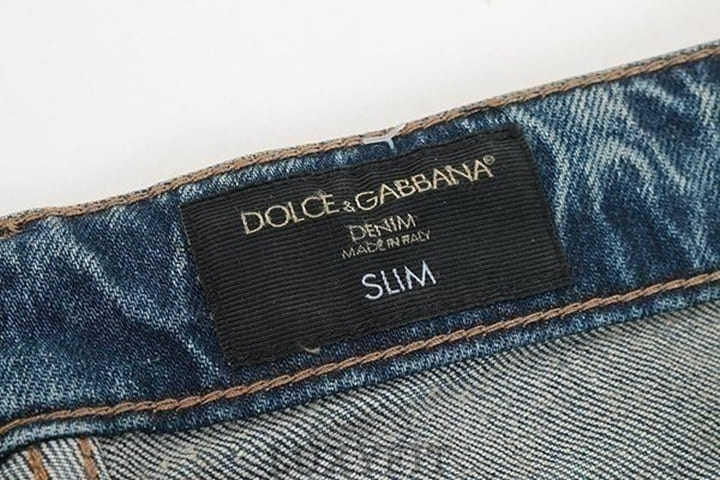 DOLCE & GABBANA®
DENIM
MADE IN ITALY
SLIM